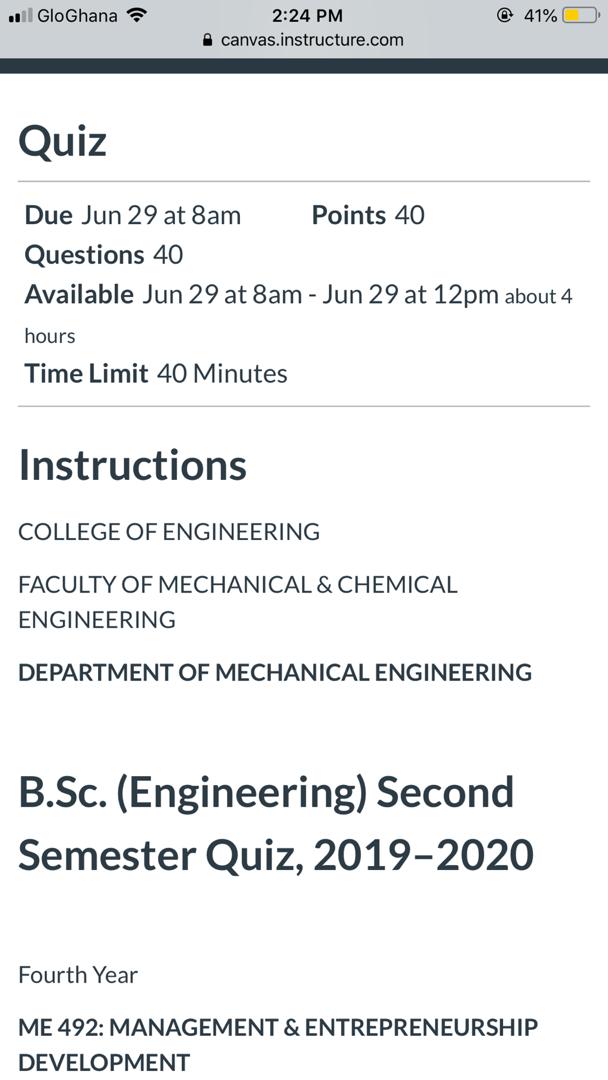 GloGhana 2:24 PM 41%
canvas.instructure.com
Quiz
Due Jun 29 at 8am Points 40
Questions 40
Available Jun 29 at 8am - Jun 29 at 12pm about 4
hours
Time Limit 40 Minutes
Instructions
COLLEGE OF ENGINEERING
FACULTY OF MECHANICAL & CHEMICAL
ENGINEERING
DEPARTMENT OF MECHANICAL ENGINEERING
B.Sc. (Engineering) Second
Semester Quiz, 2019–2020
Fourth Year
ME 492: MANAGEMENT & ENTREPRENEURSHIP
DEVELOPMENT